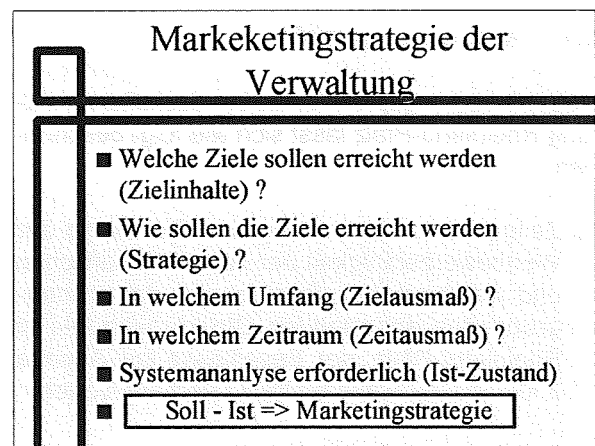 Markeketingstrategie der
Verwaltung
■ Welche Ziele sollen erreicht werden
(Zielinhalte) ?
■ Wie sollen die Ziele erreicht werden
(Strategie) ?
■ In welchem Umfang (Zielausmaß) ?
■ In welchem Zeitraum (Zeitausmaß) ?
■ Systemananlyse erforderlich (Ist-Zustand)
■ Soll - Ist => Marketingstrategie